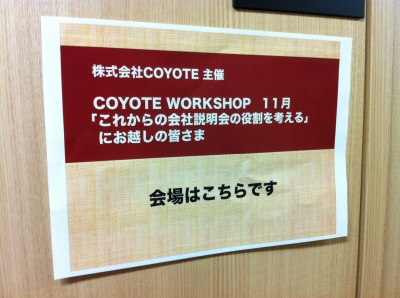 株式会社COYOTE 主催
COYOTE WORKSHOP 11月
「これからの会社説明会の役割を考える」
にお越しの皆さま
会場はこちらです